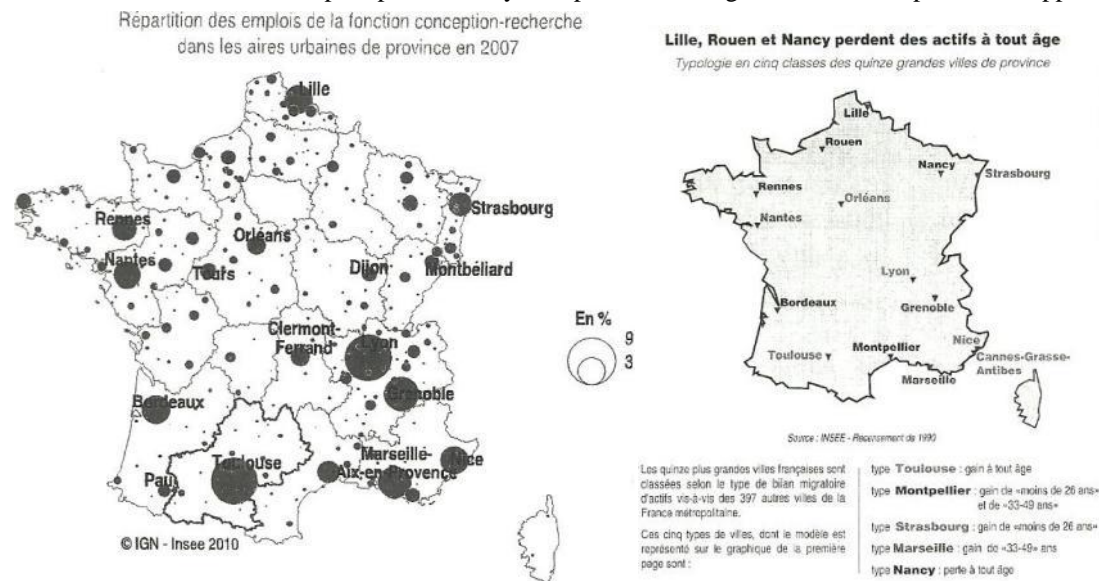 Répartition des emplois de la fonction conception-recherche
dans les aires urbaines de province en 2007
Lille
Rennes
Orléans
Strasbourg
Nantes
Tours
Dijon
Montbéliard
Clermont-
Ferrand
Lyon
Grenoble
Bordeaux
Marseille-
Aix-en-Provence
Nice
Toulouse
Pau
© IGN - Insee 2010
En %
9
3
Lille, Rouen et Nancy perdent des actifs à tout âge
Typologie en cinq classes des quinze grandes villes de province
Lille
Rouen
Nancy
Strasbourg
Rennes
Orléans
Nantes
Lyon
Grenoble
Bordeaux
Toulouse
Montpellier
Nice
Cannes-Grasse-
Antibes
Marseille
Source : INSEE - Recensement de 1990
Les quinze plus grandes villes françaises sont
classées selon le type de bilan migratoire
d'actifs vis-à-vis des 397 autres villes de la
France métropolitaine.
Ces cinq types de villes, dont le modèle est
représenté sur le graphique de la première
page sont :
type Toulouse : gain à tout âge
type Montpellier : gain de «moins de 26 ans»
et de «33-49 ans»
type Strasbourg : gain de «moins de 26 ans»
type Marseille : gain de «33-49» ans
type Nancy : perte à tout âge